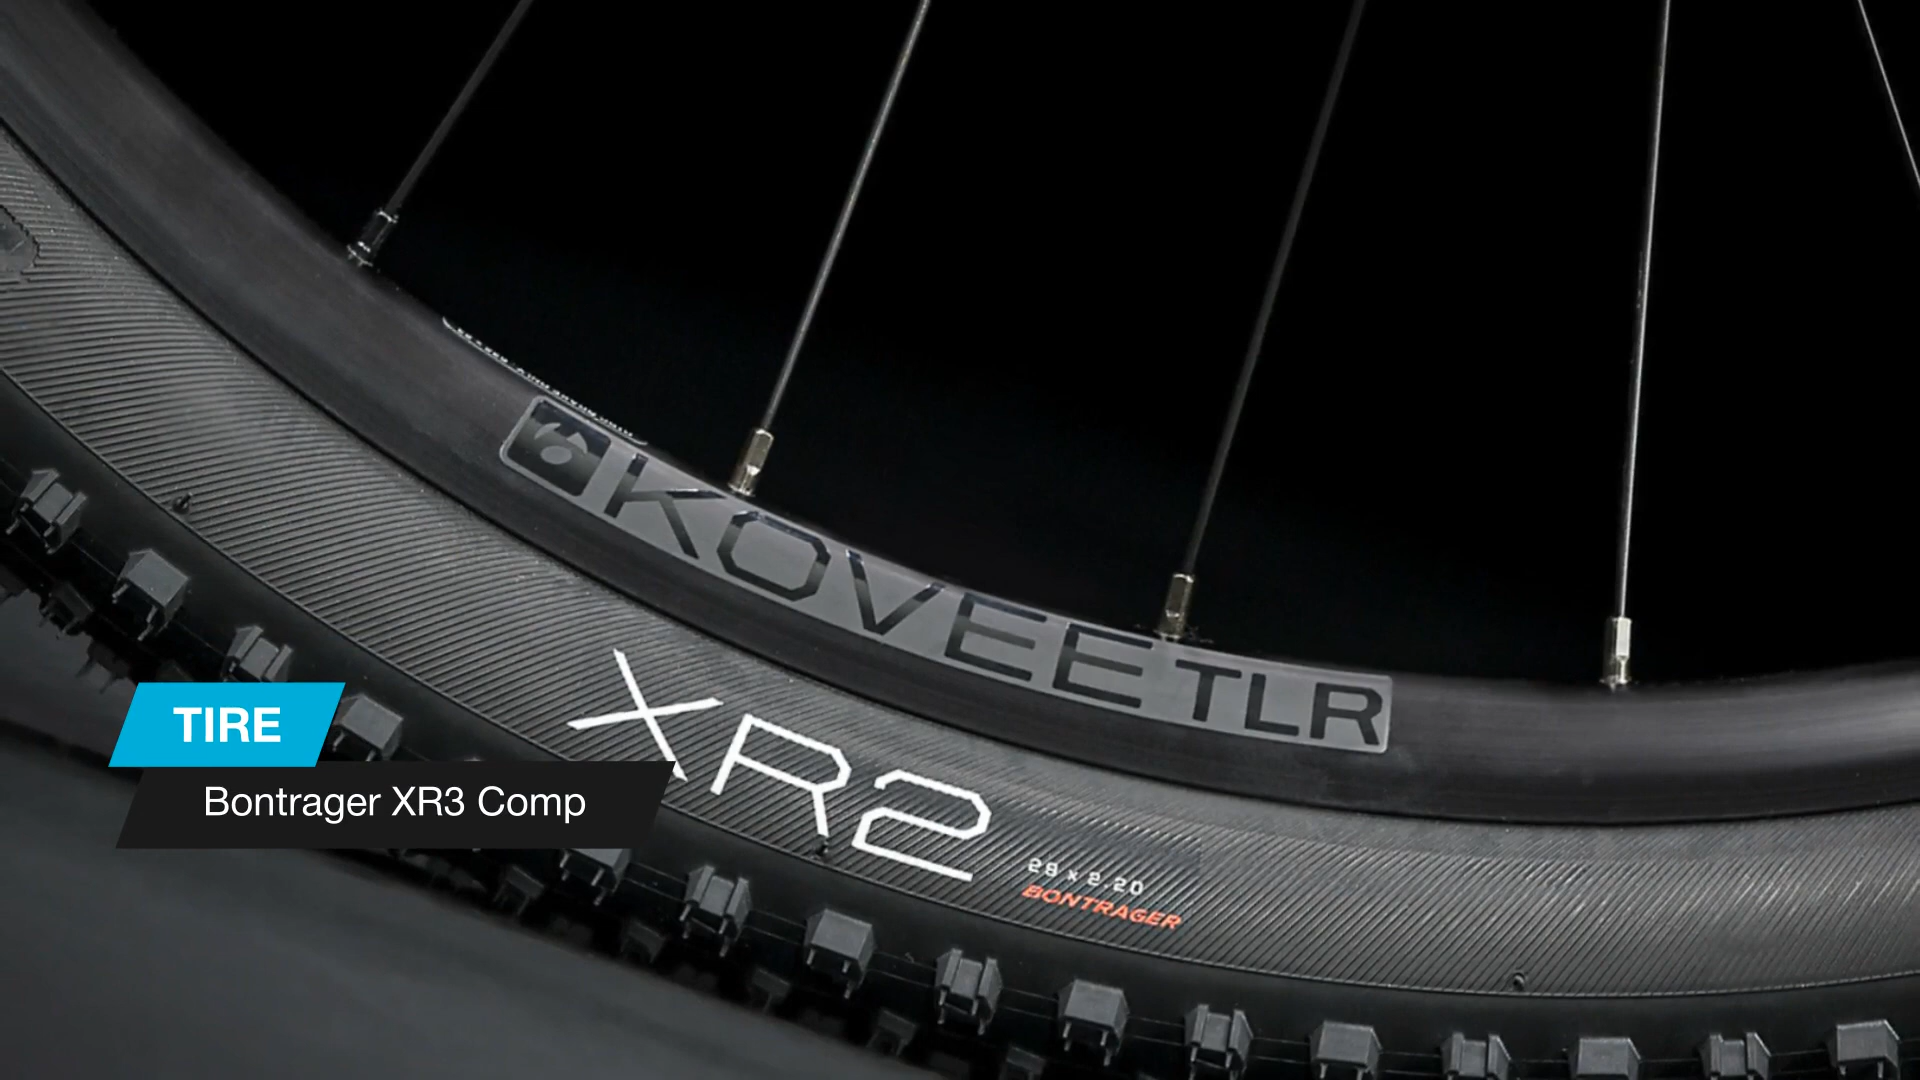 KOVEE TLR
XR2
29 x 2.20
BONTRAGER
TIRE
Bontrager XR3 Comp